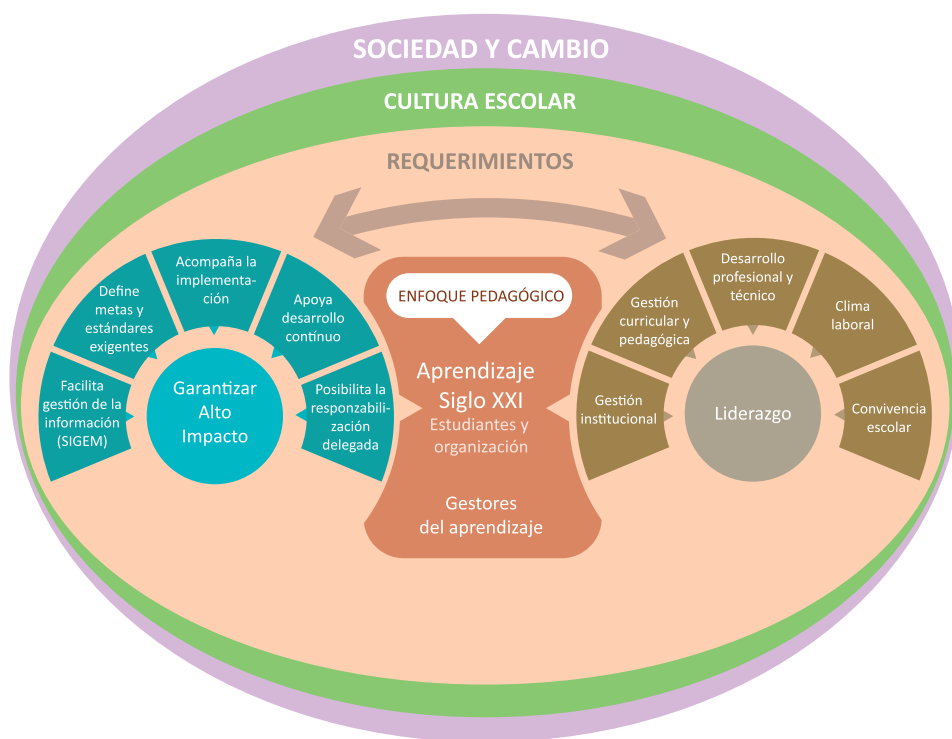 SOCIEDAD Y CAMBIO
CULTURA ESCOLAR
REQUERIMIENTOS
Facilita
gestión de la
información
(SIGEM)
Define
metas y
estándares
exigentes
Acompaña la
implementa-
ción
Apoya
desarrollo
contínuo
Posibilita la
responzabili-
zación
delegada
Garantizar
Alto
Impacto
ENFOQUE PEDAGÓGICO
Aprendizaje
Siglo XXI
Estudiantes y
organización
Gestores
del aprendizaje
Gestión
institucional
Gestión
curricular y
pedagógica
Desarrollo
profesional y
técnico
Clima
laboral
Convivencia
escolar
Liderazgo